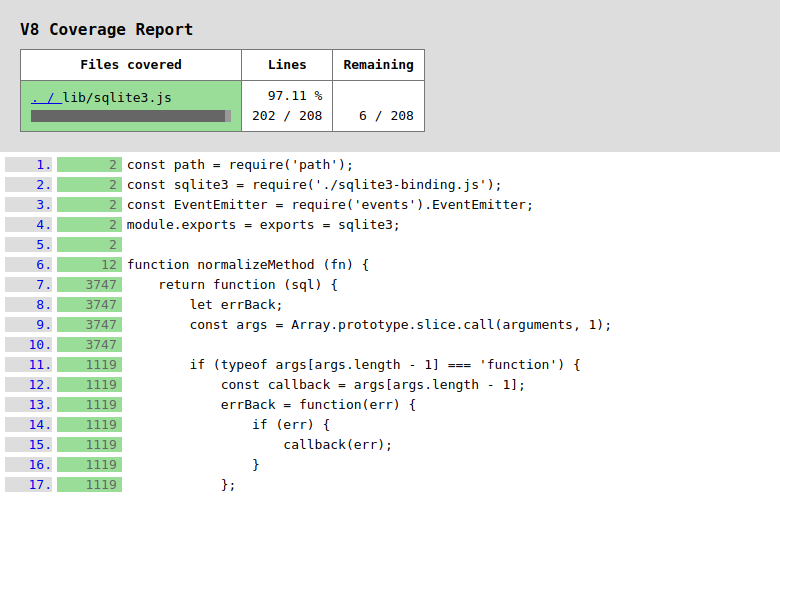 V8 Coverage Report
Files covered Lines Remaining
. / lib/sqlite3.js 97.11 %
202 / 208 6 / 208
1. 2 const path = require('path');
2. 2 const sqlite3 = require('./sqlite3-binding.js');
3. 2 const EventEmitter = require('events').EventEmitter;
4. 2 module.exports = exports = sqlite3;
5. 2
6. 12 function normalizeMethod (fn) {
7. 3747     return function (sql) {
8. 3747         let errBack;
9. 3747         const args = Array.prototype.slice.call(arguments, 1);
10. 3747
11. 1119         if (typeof args[args.length - 1] === 'function') {
12. 1119             const callback = args[args.length - 1];
13. 1119             errBack = function(err) {
14. 1119                 if (err) {
15. 1119                     callback(err);
16. 1119                 }
17. 1119             };